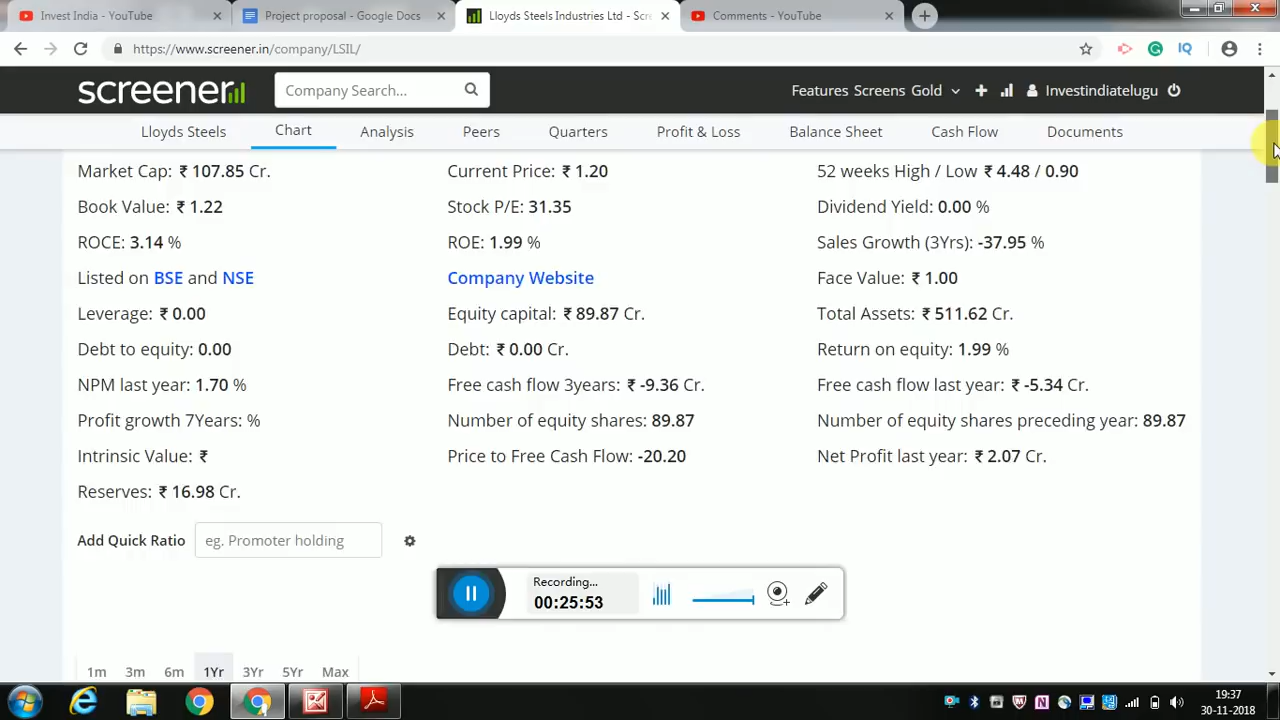 Invest India - YouTube
Project proposal - Google Docs
Lloyds Steels Industries Ltd - Scre
Comments - YouTube
https://www.screener.in/company/LSIL/
screener
Company Search...
Features Screens Gold
Investindiatelugu
Lloyds Steels Chart Analysis Peers Quarters Profit & Loss Balance Sheet Cash Flow Documents
Market Cap: ₹ 107.85 Cr. Current Price: ₹ 1.20 52 weeks High / Low ₹ 4.48 / 0.90
Book Value: ₹ 1.22 Stock P/E: 31.35 Dividend Yield: 0.00 %
ROCE: 3.14 % ROE: 1.99 % Sales Growth (3Yrs): -37.95 %
Listed on BSE and NSE Company Website Face Value: ₹ 1.00
Leverage: ₹ 0.00 Equity capital: ₹ 89.87 Cr. Total Assets: ₹ 511.62 Cr.
Debt to equity: 0.00 Debt: ₹ 0.00 Cr. Return on equity: 1.99 %
NPM last year: 1.70 % Free cash flow 3years: ₹ -9.36 Cr. Free cash flow last year: ₹ -5.34 Cr.
Profit growth 7Years: % Number of equity shares: 89.87 Number of equity shares preceding year: 89.87
Intrinsic Value: ₹ Price to Free Cash Flow: -20.20 Net Profit last year: ₹ 2.07 Cr.
Reserves: ₹ 16.98 Cr.
Add Quick Ratio eg. Promoter holding
Recording...
00:25:53
1m 3m 6m 1Yr 3Yr 5Yr Max
19:37
30-11-2018